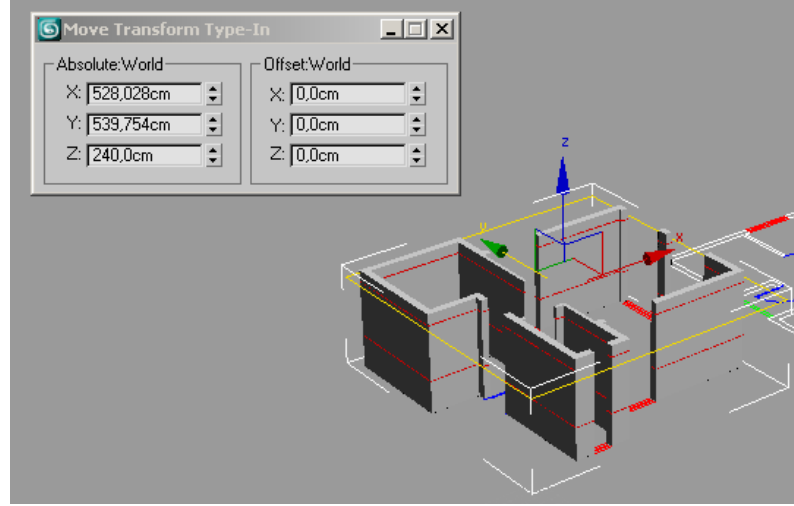 Move Transform Type-In
Absolute:World
X: 528,028cm
Y: 539,754cm
Z: 240,0cm
Offset:World
X: 0,0cm
Y: 0,0cm
Z: 0,0cm
z
y
x